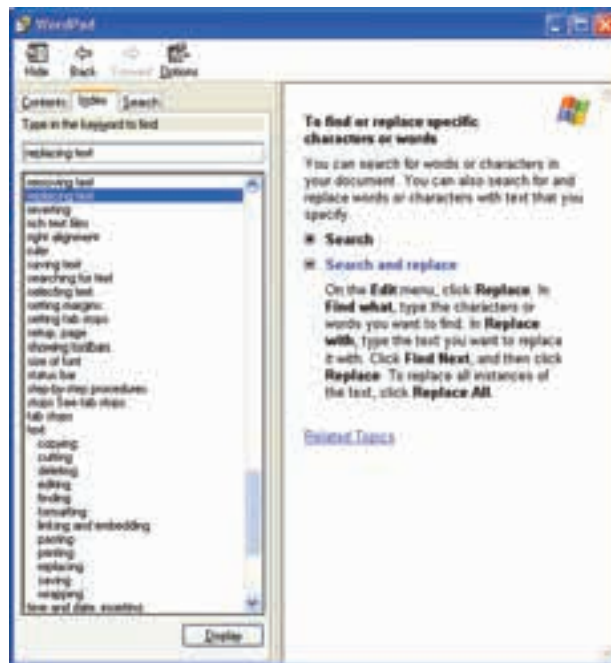 WordPad
Hide Back Forward Options
Contents Index Search
Type in the keyword to find
replacing text
removing text
replacing text
reverting
rich text files
right alignment
ruler
saving text
searching for text
selecting text
setting margins
setting tab stops
setup, page
showing toolbars
size of font
status bar
step-by-step procedures
stops See tab stops
tab stops
text
copying
cutting
deleting
editing
finding
formatting
linking and embedding
pasting
printing
replacing
saving
wrapping
time and date, inserting
Display
To find or replace specific
characters or words
You can search for words or characters in
your document. You can also search for and
replace words or characters with text that you
specify.
Search
Search and replace
On the Edit menu, click Replace. In
Find what, type the characters or
words you want to find. In Replace
with, type the text you want to replace
it with. Click Find Next, and then click
Replace. To replace all instances of
the text, click Replace All.
Related Topics